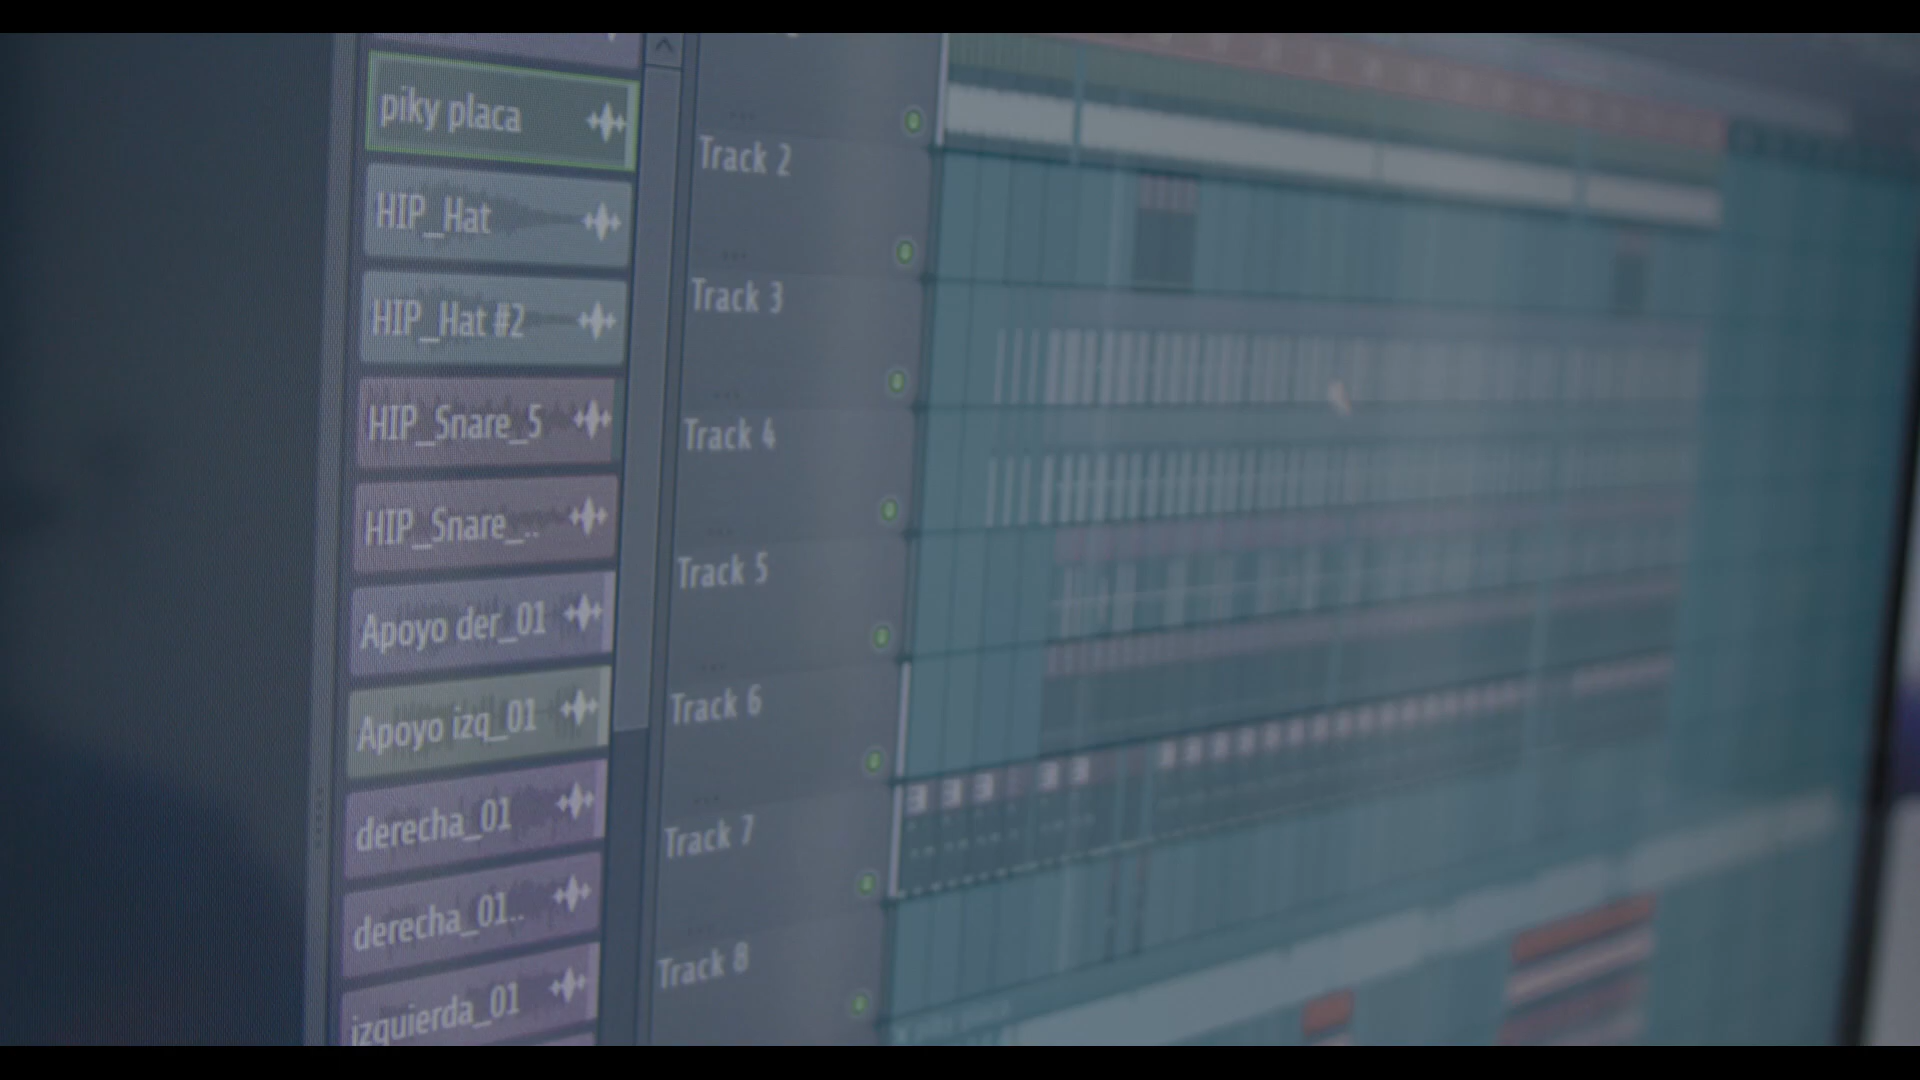 piky placa
HIP_Hat
HIP_Hat #2
HIP_Snare_5
HIP_Snare_..
Apoyo der_01
Apoyo izq_01
derecha_01
derecha_01..
izquierda_01
Track 2
Track 3
Track 4
Track 5
Track 6
Track 7
Track 8